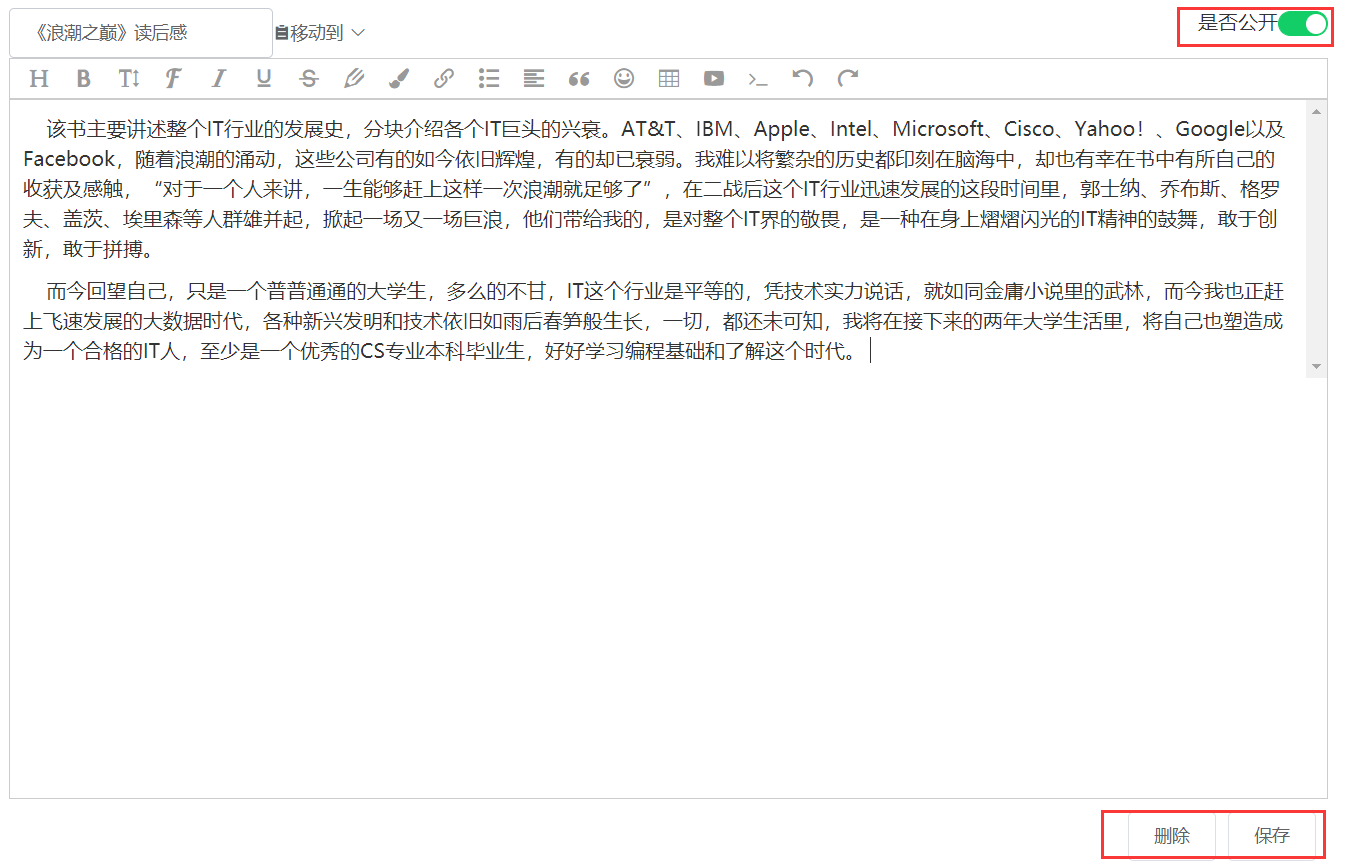 《浪潮之巅》读后感
移动到
是否公开
该书主要讲述整个IT行业的发展史，分块介绍各个IT巨头的兴衰。AT&T、IBM、Apple、Intel、Microsoft、Cisco、Yahoo！、Google以及
Facebook，随着浪潮的涌动，这些公司有的如今依旧辉煌，有的却已衰弱。我难以将繁杂的历史都印刻在脑海中，却也有幸在书中有所自己的
收获及感触，“对于一个人来讲，一生能够赶上这样一次浪潮就足够了”，在二战后这个IT行业迅速发展的这段时间里，郭士纳、乔布斯、格罗
夫、盖茨、埃里森等人群雄并起，掀起一场又一场巨浪，他们带给我的，是对整个IT界的敬畏，是一种在身上熠熠闪光的IT精神的鼓舞，敢于创
新，敢于拼搏。
而今回望自己，只是一个普普通通的大学生，多么的不甘，IT这个行业是平等的，凭技术实力说话，就如同金庸小说里的武林，而今我也正赶
上飞速发展的大数据时代，各种新兴发明和技术依旧如雨后春笋般生长，一切，都还未可知，我将在接下来的两年大学生活里，将自己也塑造成
为一个合格的IT人，至少是一个优秀的CS专业本科毕业生，好好学习编程基础和了解这个时代。
删除
保存